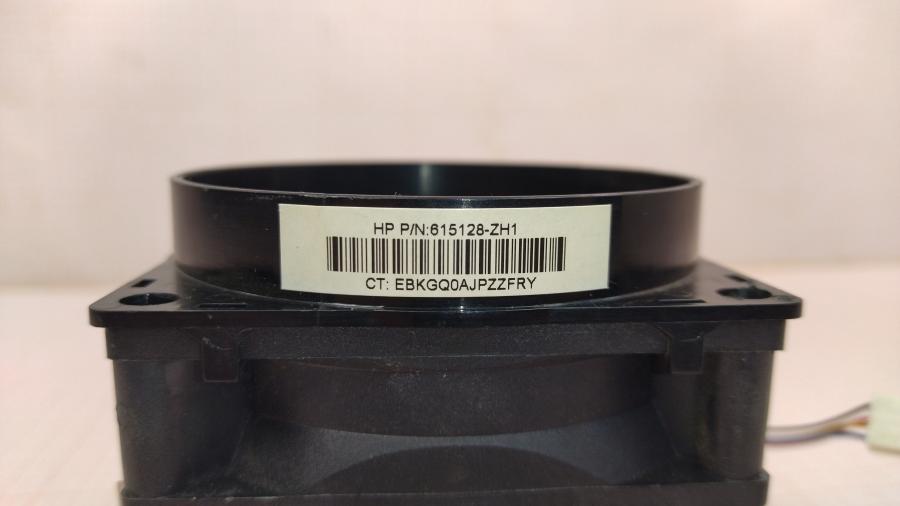 HP P/N:615128-ZH1
CT: EBKGQ0AJPZZFRY